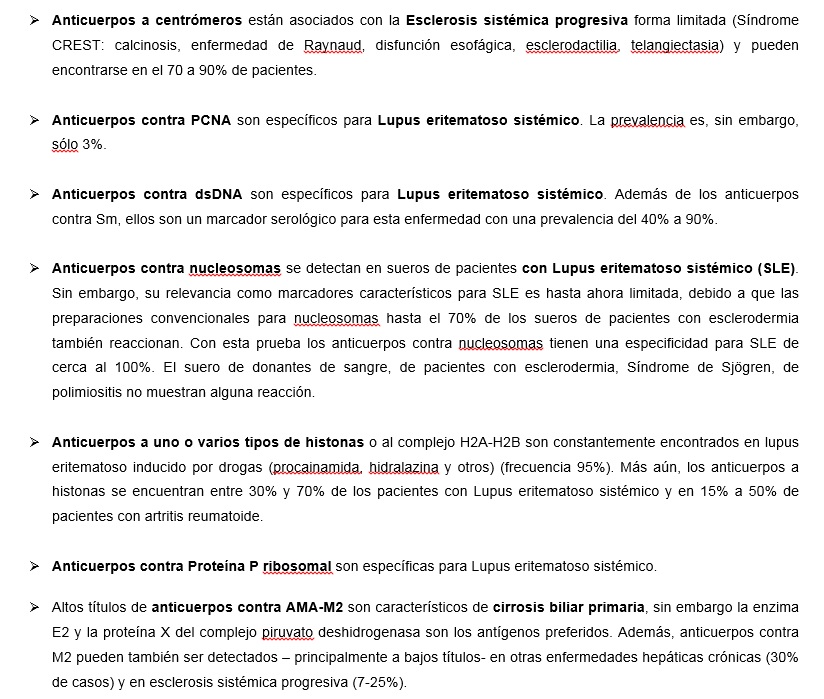 ➢ Anticuerpos a centrómeros están asociados con la Esclerosis sistémica progresiva forma limitada (Síndrome
CREST: calcinosis, enfermedad de Raynaud, disfunción esofágica, esclerodactilia, telangiectasia) y pueden
encontrarse en el 70 a 90% de pacientes.
➢ Anticuerpos contra PCNA son específicos para Lupus eritematoso sistémico. La prevalencia es, sin embargo,
sólo 3%.
➢ Anticuerpos contra dsDNA son específicos para Lupus eritematoso sistémico. Además de los anticuerpos
contra Sm, ellos son un marcador serológico para esta enfermedad con una prevalencia del 40% a 90%.
➢ Anticuerpos contra nucleosomas se detectan en sueros de pacientes con Lupus eritematoso sistémico (SLE).
Sin embargo, su relevancia como marcadores característicos para SLE es hasta ahora limitada, debido a que las
preparaciones convencionales para nucleosomas hasta el 70% de los sueros de pacientes con esclerodermia
también reaccionan. Con esta prueba los anticuerpos contra nucleosomas tienen una especificidad para SLE de
cerca al 100%. El suero de donantes de sangre, de pacientes con esclerodermia, Síndrome de Sjögren, de
polimiositis no muestran alguna reacción.
➢ Anticuerpos a uno o varios tipos de histonas o al complejo H2A-H2B son constantemente encontrados en lupus
eritematoso inducido por drogas (procainamida, hidralazina y otros) (frecuencia 95%). Más aún, los anticuerpos a
histonas se encuentran entre 30% y 70% de los pacientes con Lupus eritematoso sistémico y en 15% a 50% de
pacientes con artritis reumatoide.
➢ Anticuerpos contra Proteína P ribosomal son específicas para Lupus eritematoso sistémico.
➢ Altos títulos de anticuerpos contra AMA-M2 son característicos de cirrosis biliar primaria, sin embargo la enzima
E2 y la proteína X del complejo piruvato deshidrogenasa son los antígenos preferidos. Además, anticuerpos contra
M2 pueden también ser detectados – principalmente a bajos títulos- en otras enfermedades hepáticas crónicas (30%
de casos) y en esclerosis sistémica progresiva (7-25%).